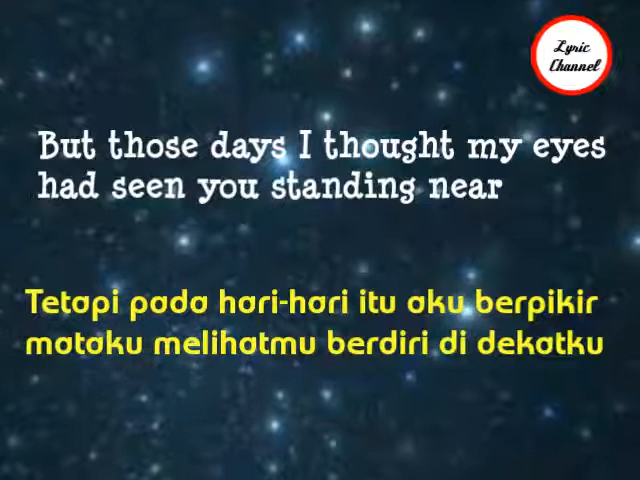 Lyric
Channel
But those days I thought my eyes
had seen you standing near
Tetapi pada hari-hari itu aku berpikir
mataku melihatmu berdiri di dekatku